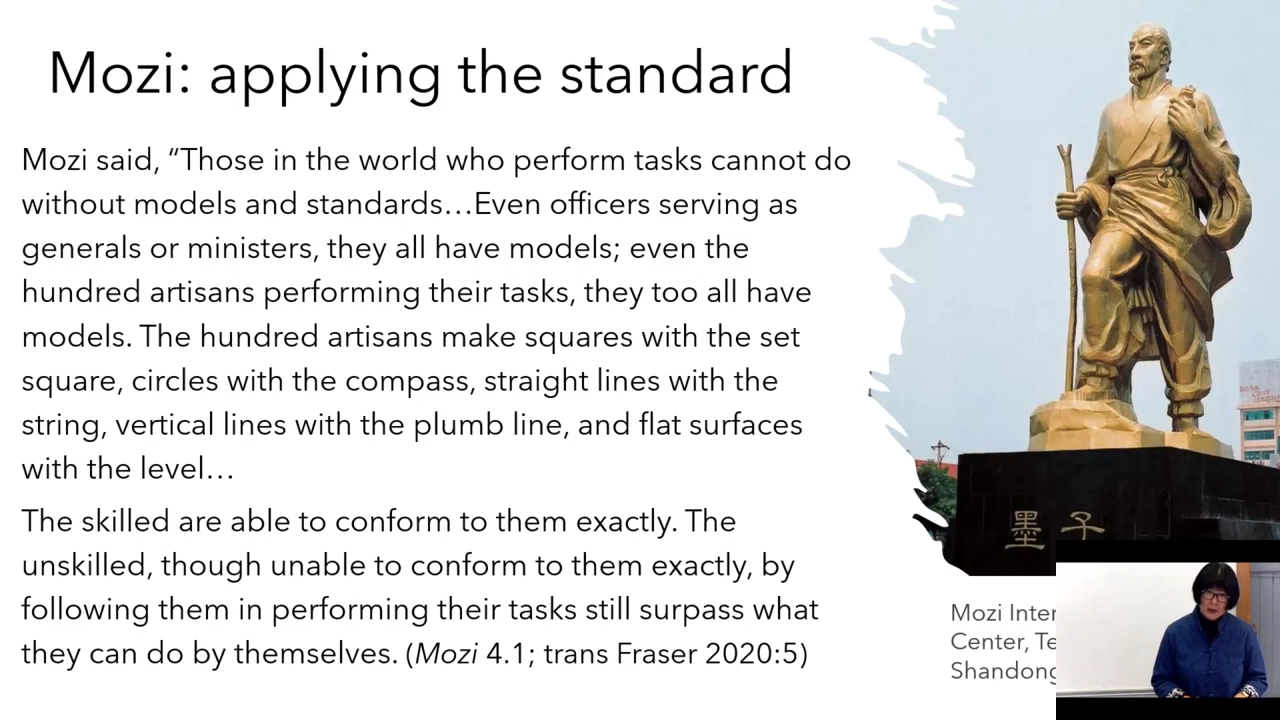 Mozi: applying the standard
Mozi said, “Those in the world who perform tasks cannot do
without models and standards…Even officers serving as
generals or ministers, they all have models; even the
hundred artisans performing their tasks, they too all have
models. The hundred artisans make squares with the set
square, circles with the compass, straight lines with the
string, vertical lines with the plumb line, and flat surfaces
with the level…
The skilled are able to conform to them exactly. The
unskilled, though unable to conform to them exactly, by
following them in performing their tasks still surpass what
they can do by themselves. (Mozi 4.1; trans Fraser 2020:5)
墨子
Mozi Inter
Center, Te
Shandong